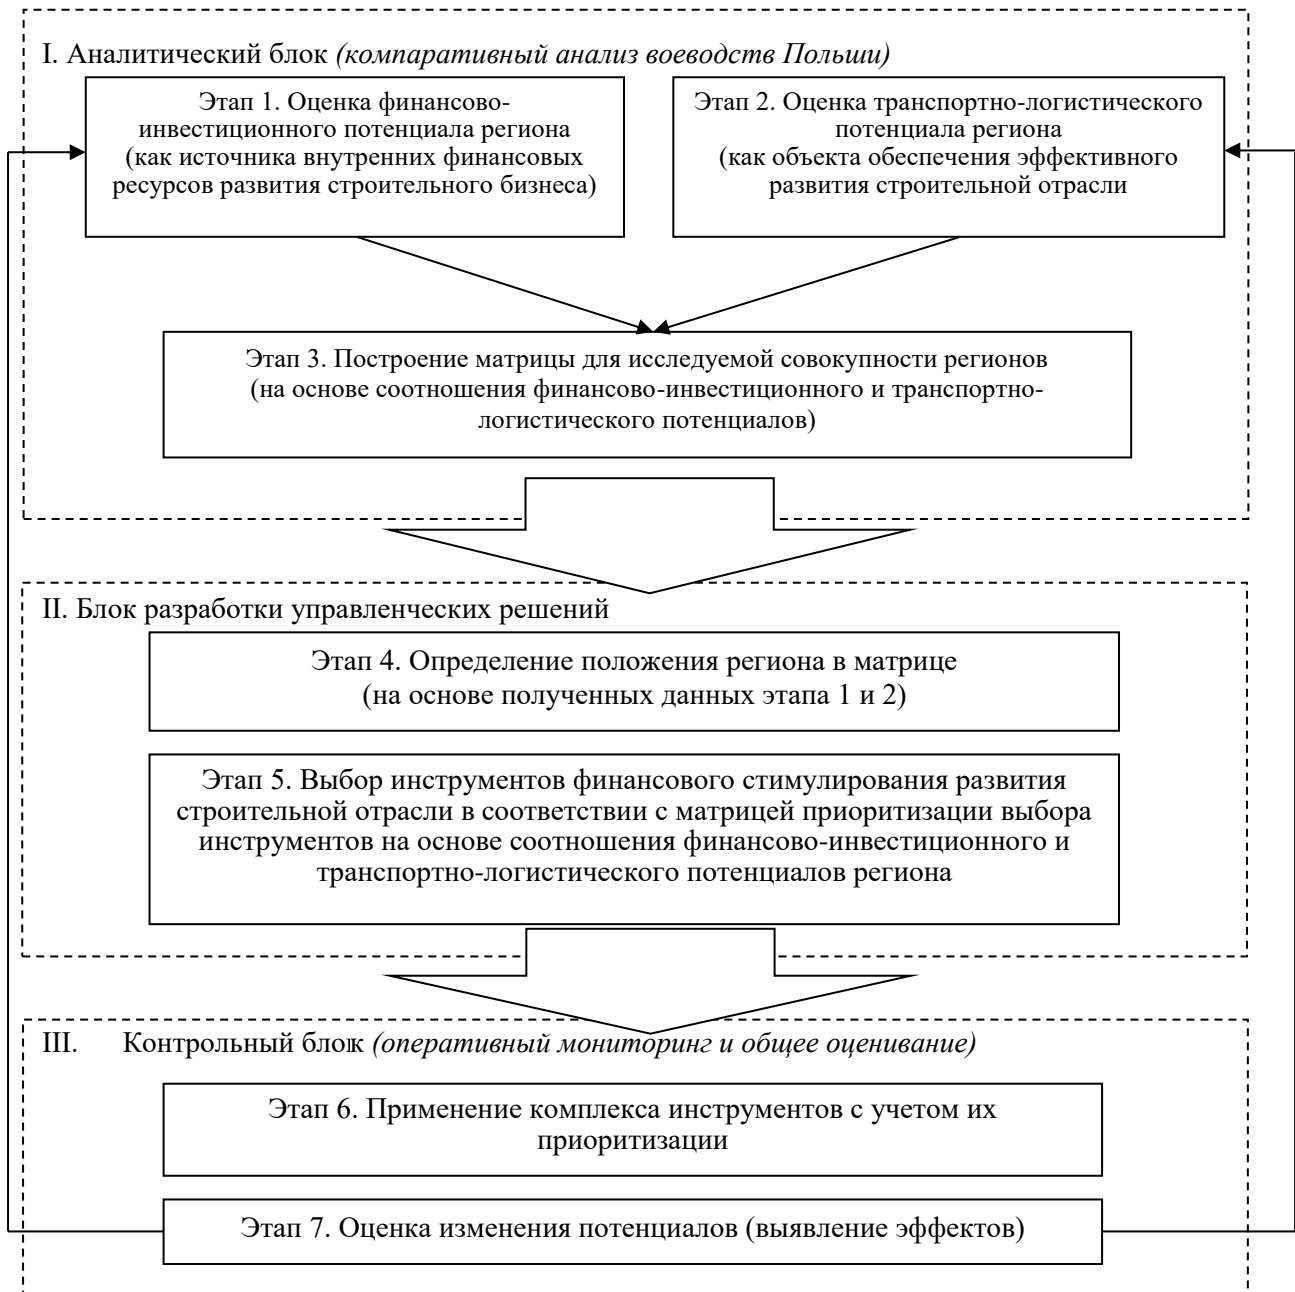 I. Аналитический блок (компаративный анализ воеводств Польши)
Этап 1. Оценка финансово-
инвестиционного потенциала региона
(как источника внутренних финансовых
ресурсов развития строительного бизнеса)
Этап 2. Оценка транспортно-логистического
потенциала региона
(как объекта обеспечения эффективного
развития строительной отрасли
Этап 3. Построение матрицы для исследуемой совокупности регионов
(на основе соотношения финансово-инвестиционного и транспортно-
логистического потенциалов)
II. Блок разработки управленческих решений
Этап 4. Определение положения региона в матрице
(на основе полученных данных этапа 1 и 2)
Этап 5. Выбор инструментов финансового стимулирования развития
строительной отрасли в соответствии с матрицей приоритизации выбора
инструментов на основе соотношения финансово-инвестиционного и
транспортно-логистического потенциалов региона
III. Контрольный блок (оперативный мониторинг и общее оценивание)
Этап 6. Применение комплекса инструментов с учетом их
приоритизации
Этап 7. Оценка изменения потенциалов (выявление эффектов)